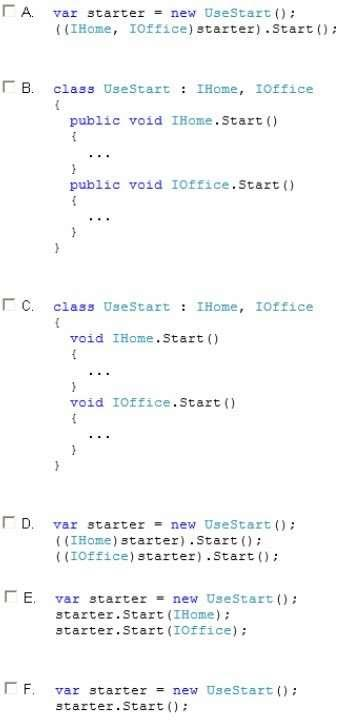 A. var starter = new UseStart();
((IHome, IOffice)starter).Start();
B. class UseStart : IHome, IOffice
{
public void IHome.Start()
{
...
}
public void IOffice.Start()
{
...
}
}
C. class UseStart : IHome, IOffice
{
void IHome.Start()
{
...
}
void IOffice.Start()
{
...
}
}
D. var starter = new UseStart();
((IHome)starter).Start();
((IOffice)starter).Start();
E. var starter = new UseStart();
starter.Start(IHome);
starter.Start(IOffice);
F. var starter = new UseStart();
starter.Start();